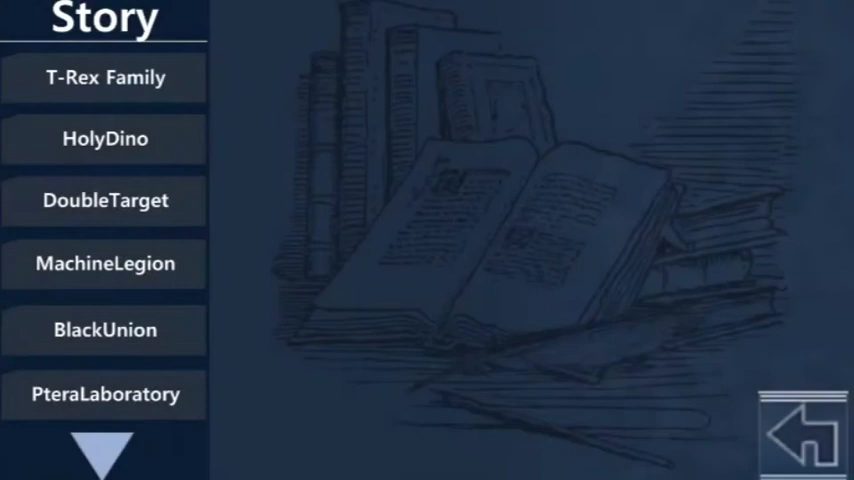 Story
T-Rex Family
HolyDino
DoubleTarget
MachineLegion
BlackUnion
PteraLaboratory